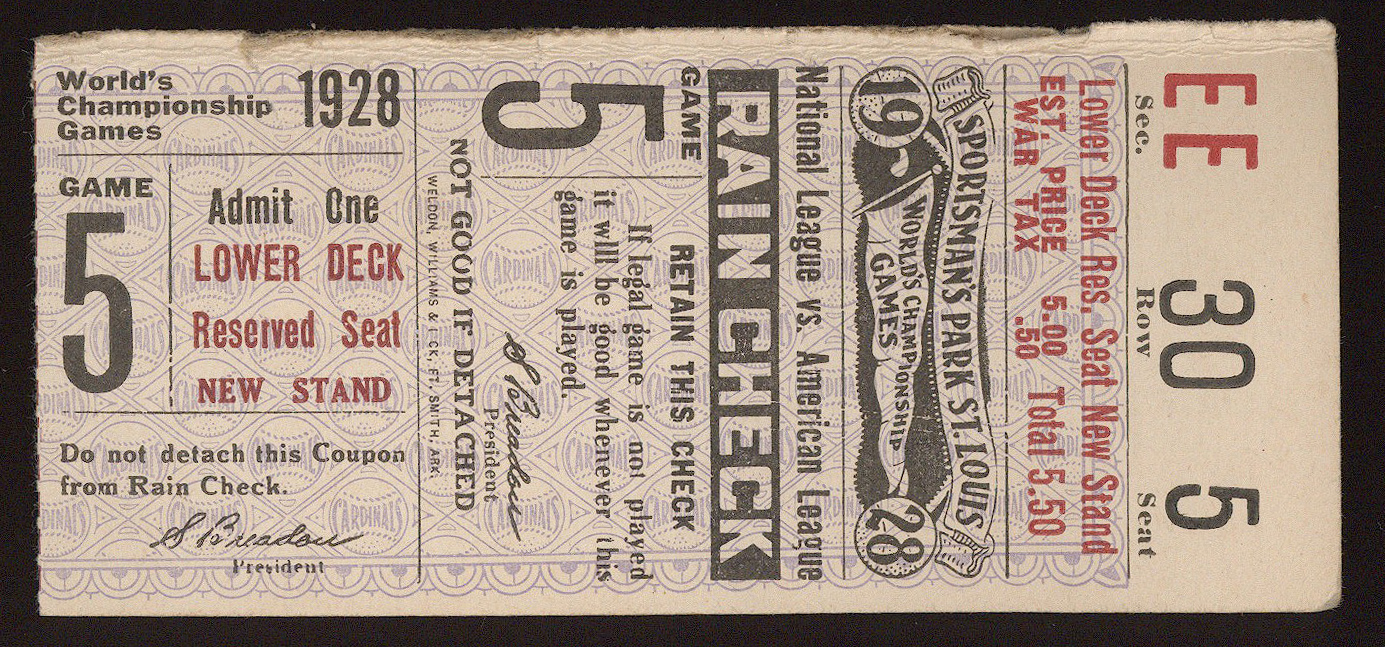 World's
Championship
Games
1928
GAME
5
Admit One
LOWER DECK
Reserved Seat
NEW STAND
Do not detach this Coupon
from Rain Check.
S Breadon
President
WELDON, WILLIAMS & LICK, FT. SMITH, ARK.
NOT GOOD IF DETACHED
GAME
5
RETAIN THIS CHECK
If legal game is not played
it will be good whenever this
game is played.
S Breadon
President
RAIN CHECK
National League vs. American League
1928
SPORTSMAN'S PARK ST. LOUIS
WORLD'S CHAMPIONSHIP
GAMES
Lower Deck Res. Seat New Stand
EST. PRICE 5.00 Total 5.50
WAR TAX .50
EE
Sec.
30
Row
5
Seat
CARDINALS